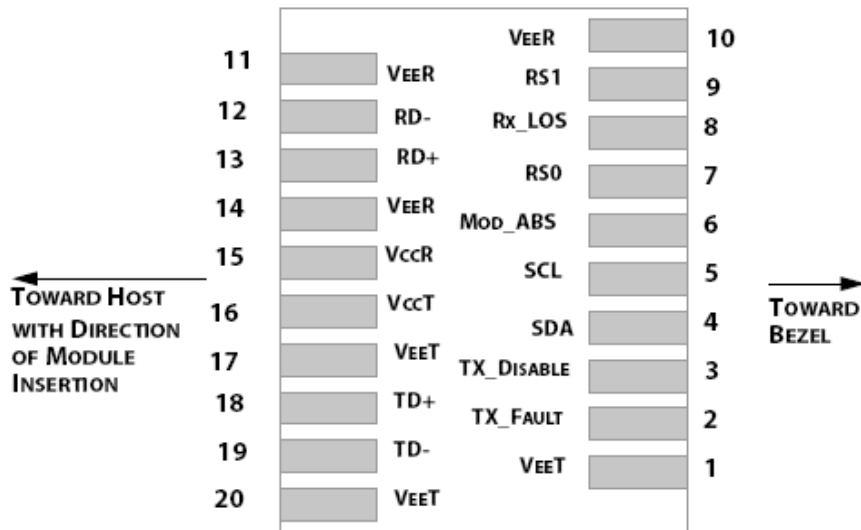 VEER 10
11 VEER
RS1 9
12 RD-
Rx_LOS 8
13 RD+
RS0 7
14 VEER
MOD_ABS 6
15 VCCR
SCL 5
TOWARD HOST
WITH DIRECTION
OF MODULE
INSERTION
TOWARD
BEZEL
16 VCCT
SDA 4
17 VEET
TX_DISABLE 3
18 TD+
TX_FAULT 2
19 TD-
VEET 1
20 VEET